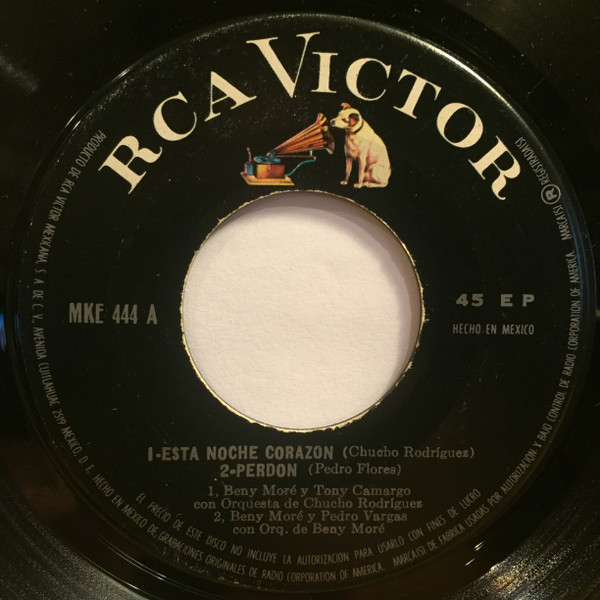 RCA VICTOR
MARCA(S) ® REGISTRADA(S)
MKE 444 A
45 EP
HECHO EN MEXICO
1-ESTA NOCHE CORAZON (Chucho Rodríguez)
2-PERDON (Pedro Flores)
1, Beny Moré y Tony Camargo
con Orquesta de Chucho Rodríguez
2, Beny Moré y Pedro Vargas
con Orq. de Beny Moré
EL PRECIO DE ESTE DISCO NO INCLUYE LA AUTORIZACION PARA USARLO CON FINES DE LUCRO
PRODUKTO DE RCA VICTOR MEXICANA, S. A. DE C. V., AVENIDA CUITLAHUAC 2519 MEXICO, D. F. HECHO EN MEXICO DE GRABACIONES ORIGINALES DE RADIO CORPORATION OF AMERICA. MARCA(S) DE FABRICA USADAS POR AUTORIZACION Y BAJO CONTROL DE RADIO CORPORATION OF AMERICA.